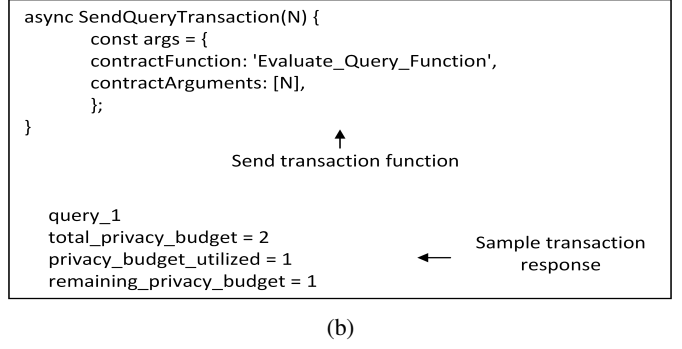 async SendQueryTransaction(N) {
const args = {
contractFunction: 'Evaluate_Query_Function',
contractArguments: [N],
};
}
Send transaction function
query_1
total_privacy_budget = 2
privacy_budget_utilized = 1
remaining_privacy_budget = 1
Sample transaction
response
(b)